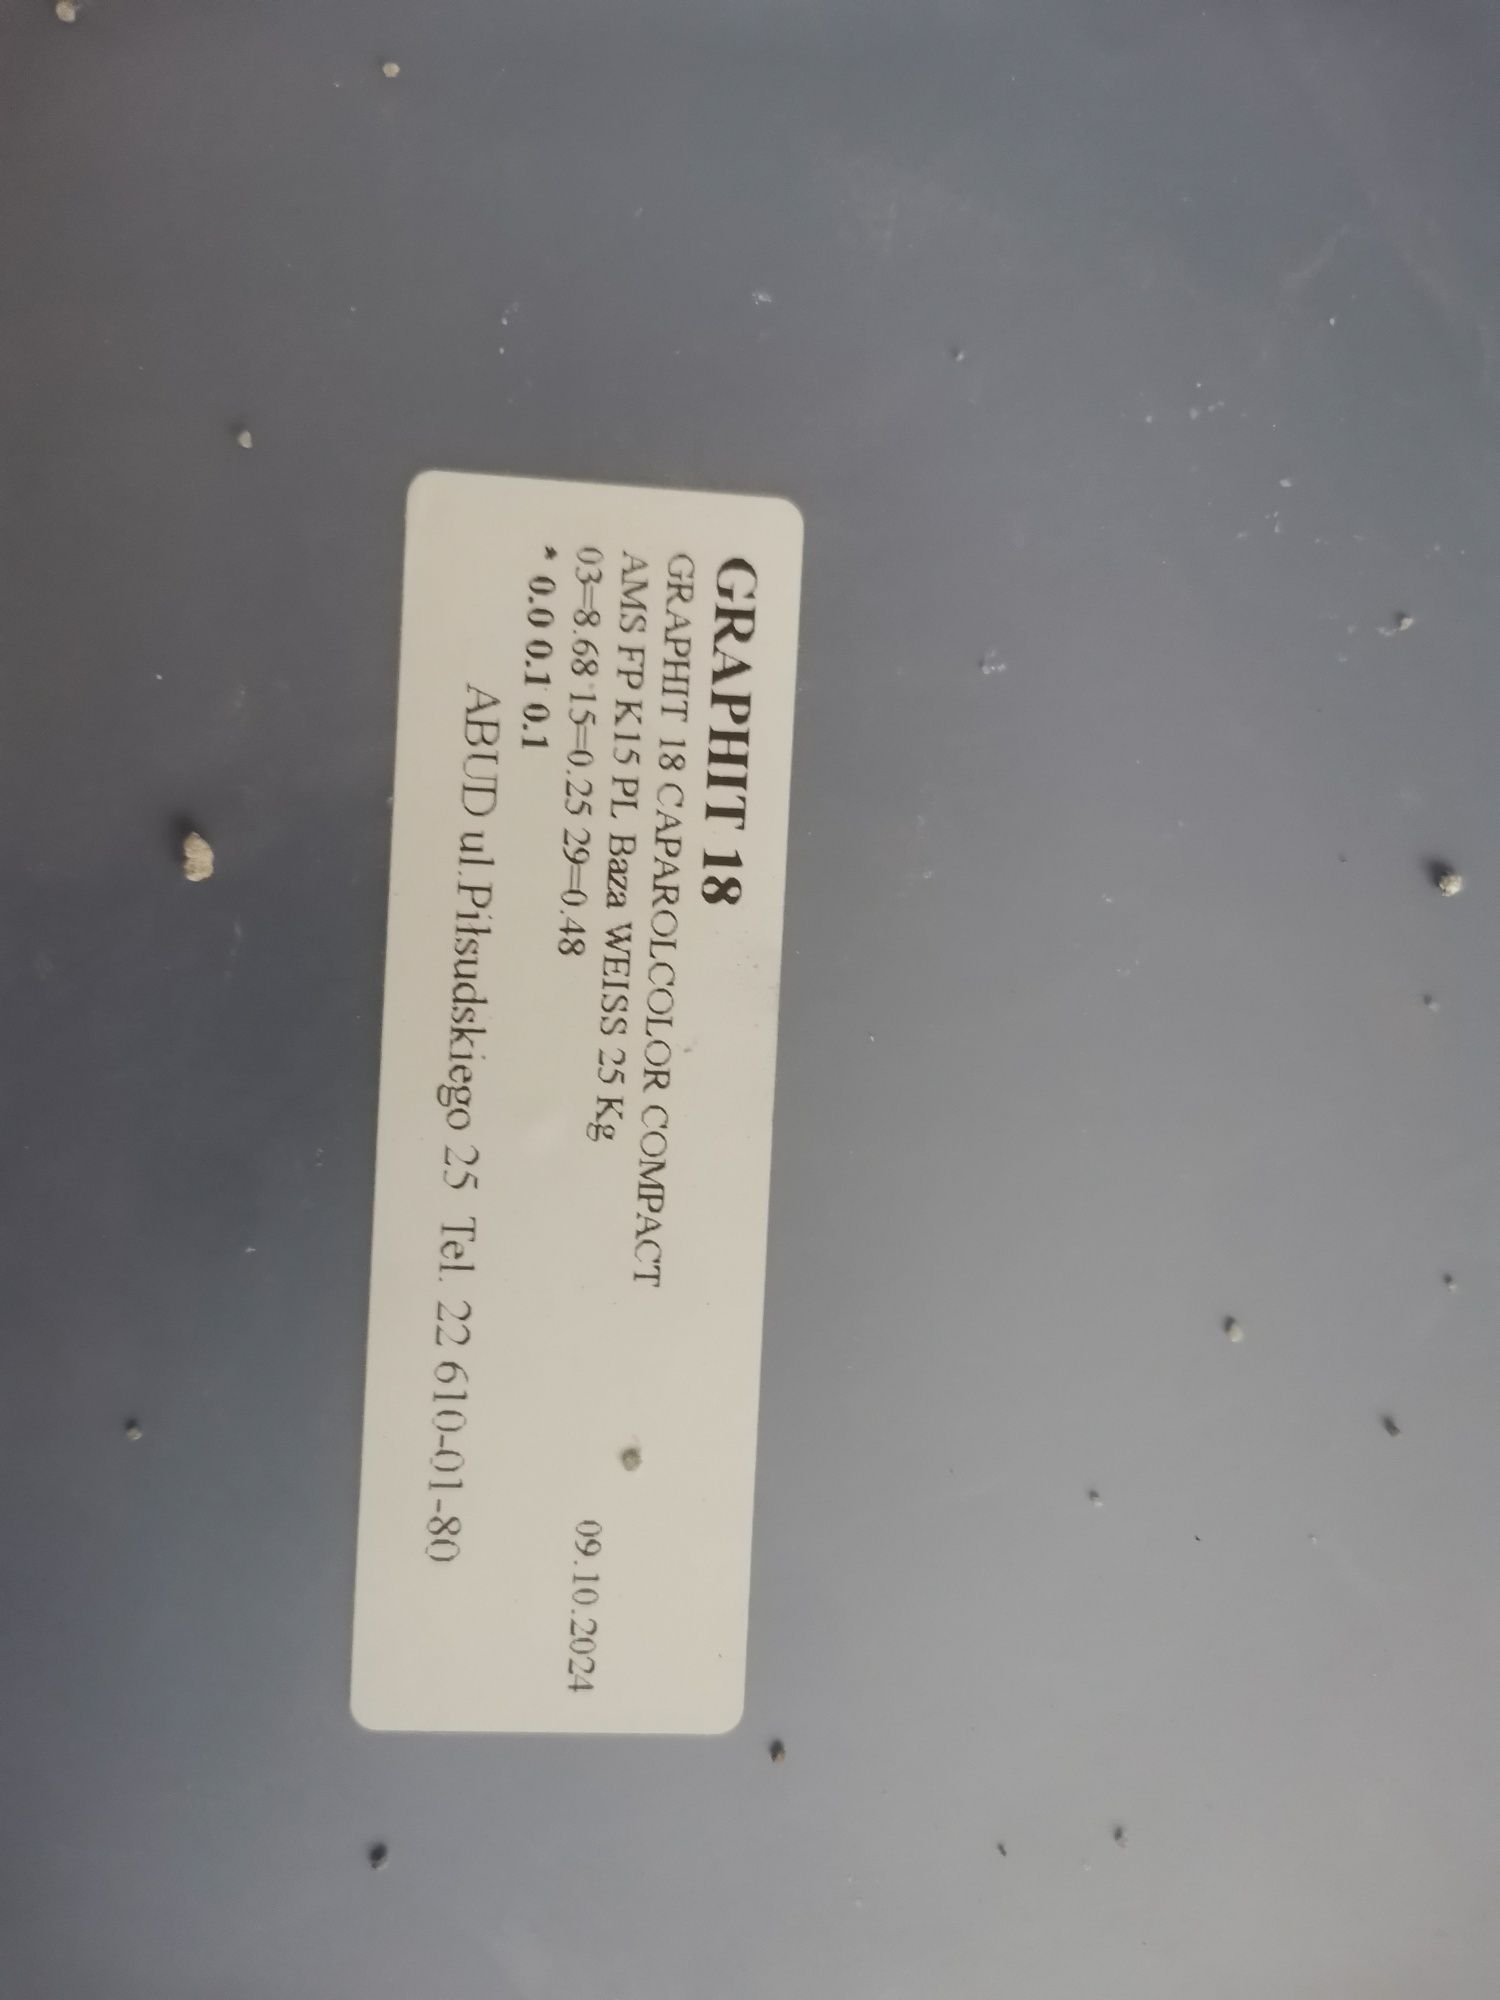 GRAPHIT 18
GRAPHIT 18 CAPAROLCOLOR COMPACT
AMS FP K15 PL Baza WEISS 25 Kg
03=8.68 15=0.25 29=0.48
* 0.0 0.1 0.1
09.10.2024
ABUD ul.Piłsudskiego 25 Tel. 22 610-01-80